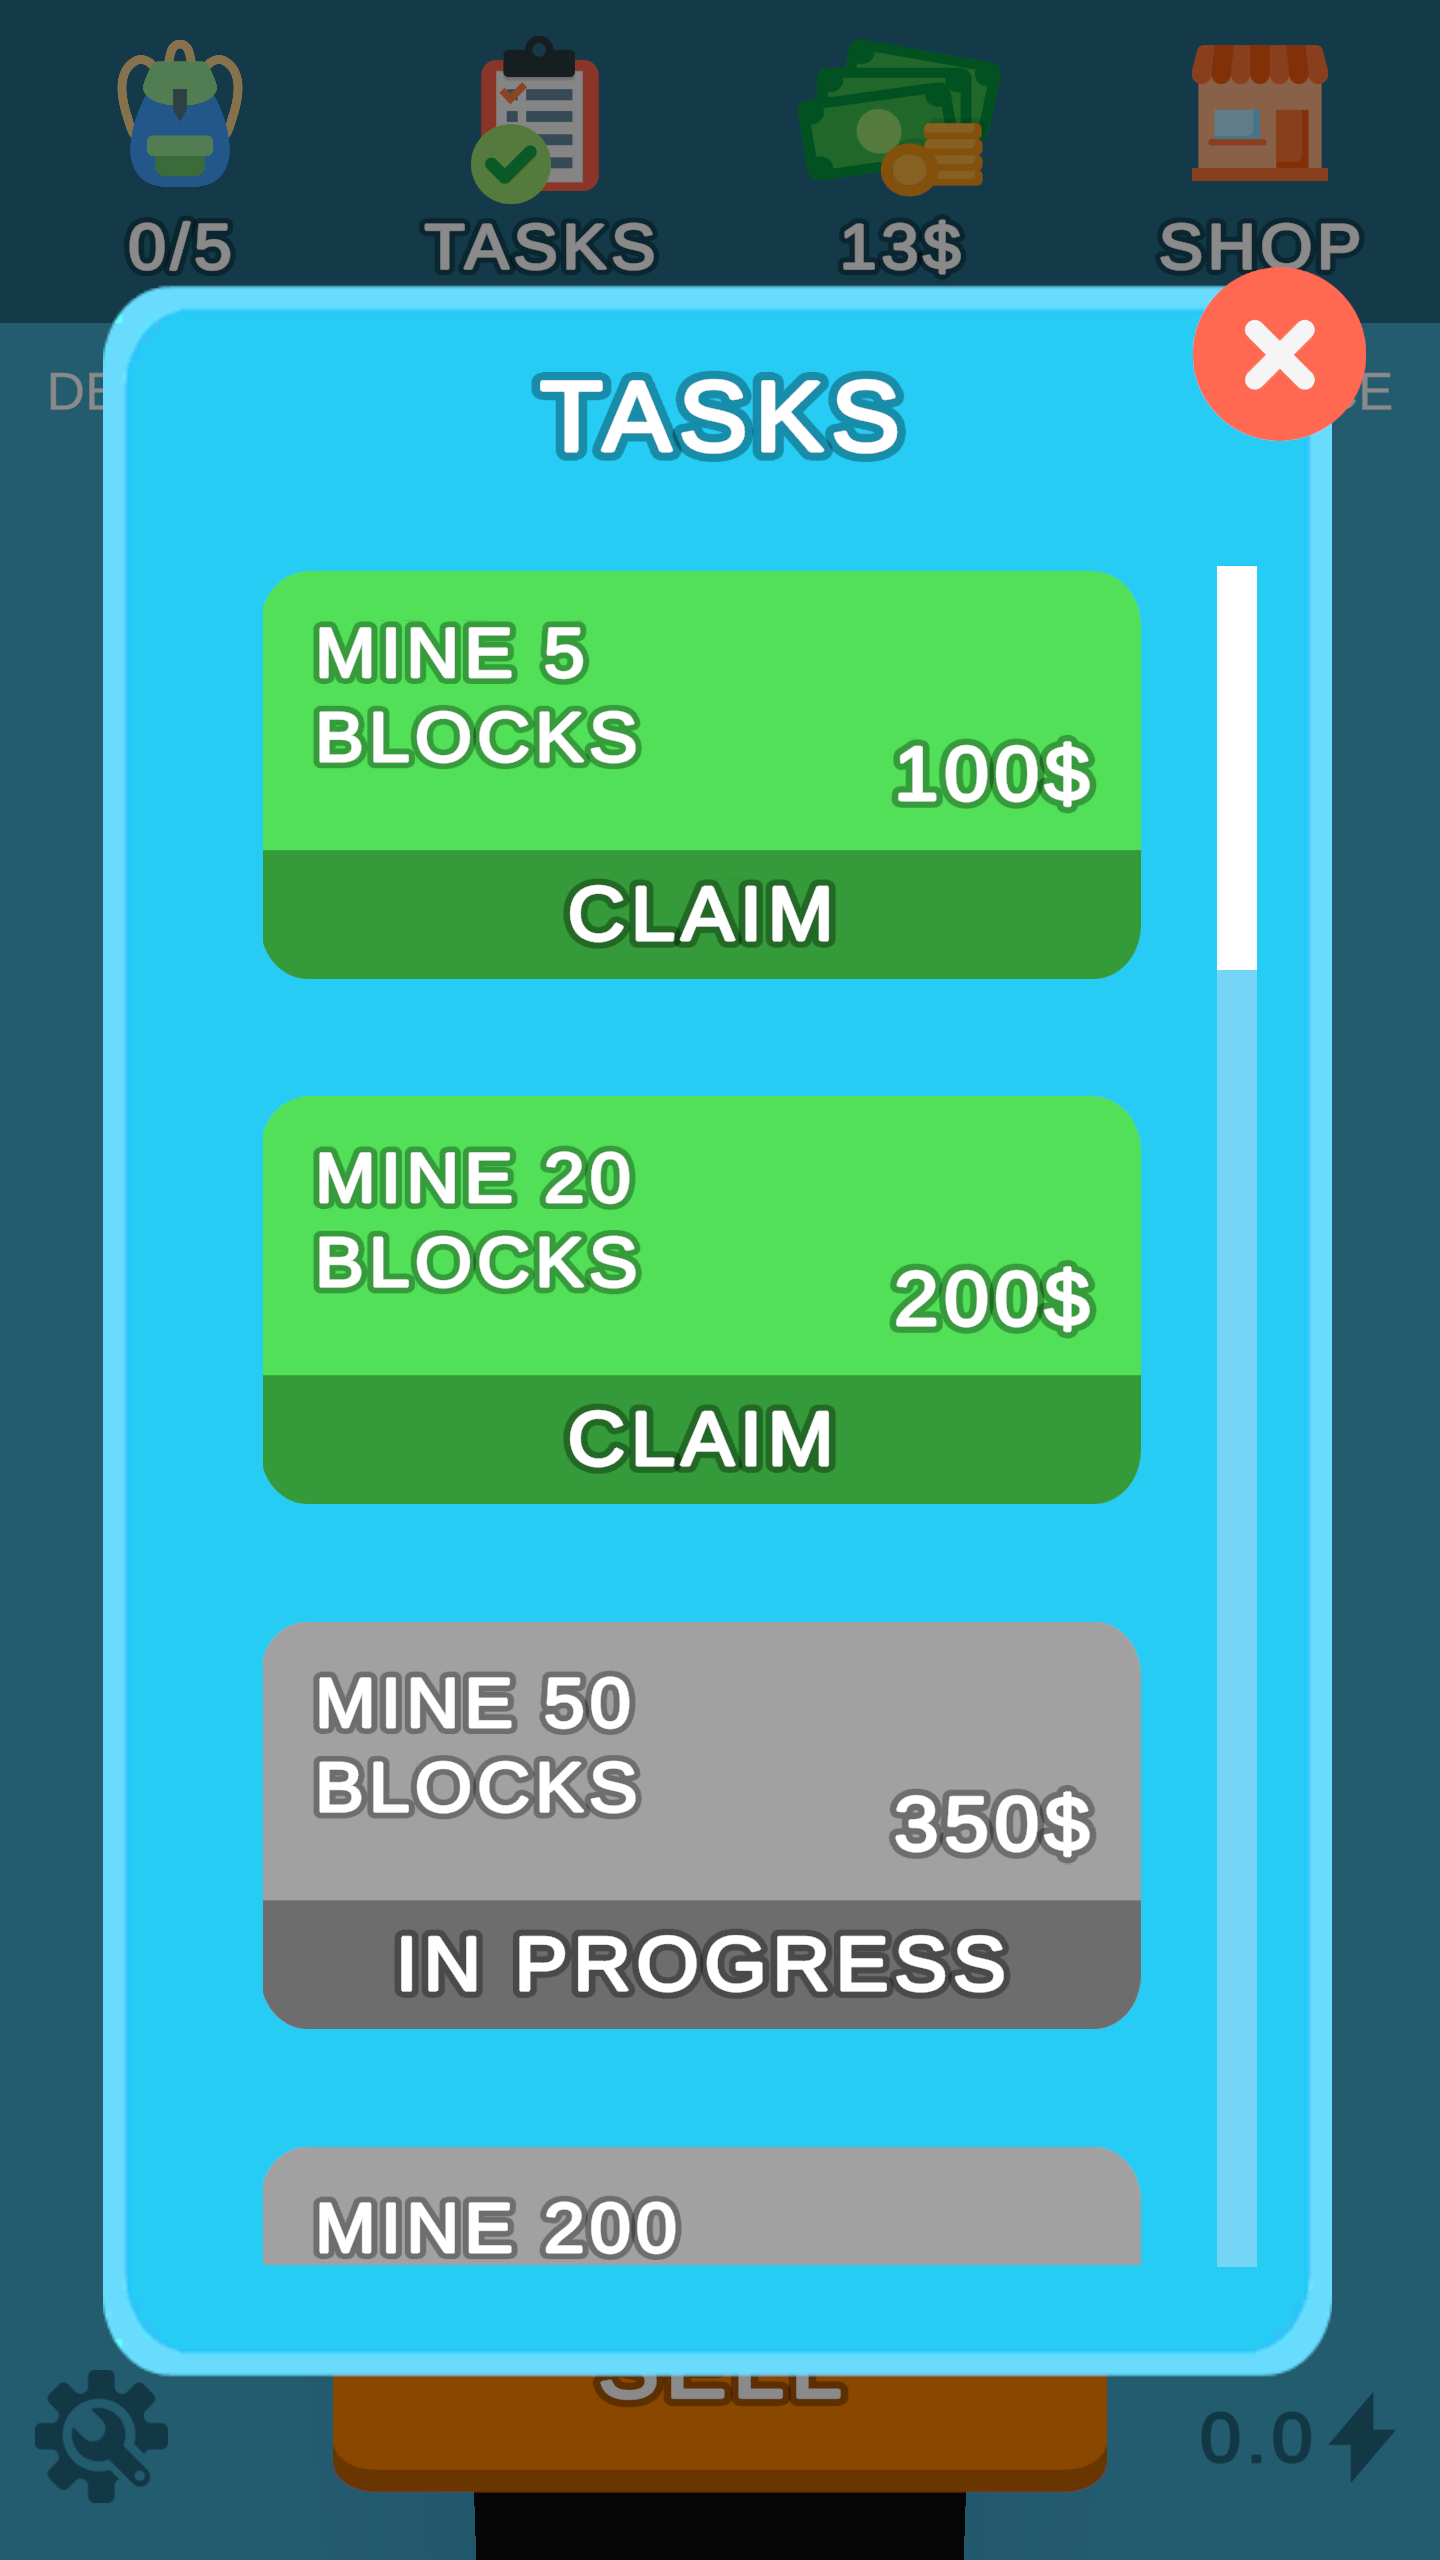 0/5
TASKS
13$
SHOP
TASKS
MINE 5
BLOCKS
100$
CLAIM
MINE 20
BLOCKS
200$
CLAIM
MINE 50
BLOCKS
350$
IN PROGRESS
MINE 200
SELL
0.0